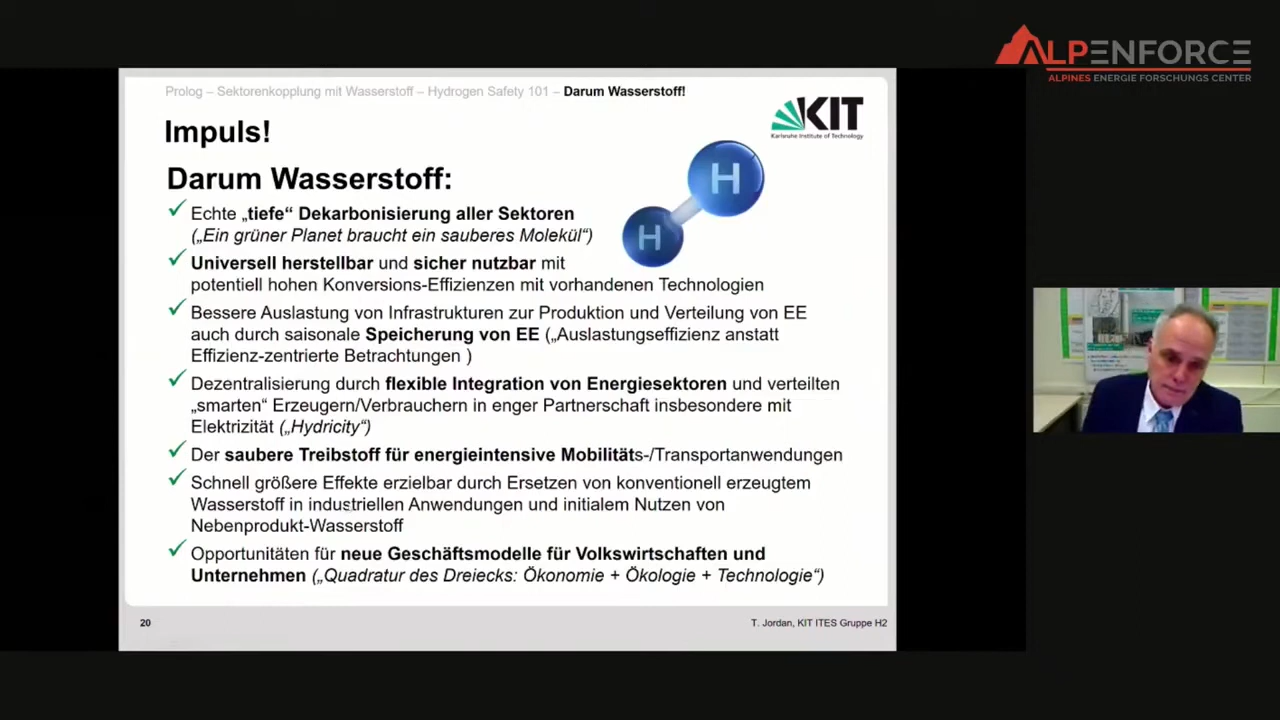 ALPENFORCE
ALPINES ENERGIE FORSCHUNGS CENTER
Prolog – Sektorenkopplung mit Wasserstoff – Hydrogen Safety 101 – Darum Wasserstoff!
KIT
Karlsruhe Institute of Technology
Impuls!
Darum Wasserstoff:
H
H
✓ Echte „tiefe“ Dekarbonisierung aller Sektoren
(„Ein grüner Planet braucht ein sauberes Molekül“)
✓ Universell herstellbar und sicher nutzbar mit
potentiell hohen Konversions-Effizienzen mit vorhandenen Technologien
✓ Bessere Auslastung von Infrastrukturen zur Produktion und Verteilung von EE
auch durch saisonale Speicherung von EE („Auslastungseffizienz anstatt
Effizienz-zentrierte Betrachtungen )
✓ Dezentralisierung durch flexible Integration von Energiesektoren und verteilten
„smarten“ Erzeugern/Verbrauchern in enger Partnerschaft insbesondere mit
Elektrizität („Hydricity“)
✓ Der saubere Treibstoff für energieintensive Mobilitäts-/Transportanwendungen
✓ Schnell größere Effekte erzielbar durch Ersetzen von konventionell erzeugtem
Wasserstoff in industriellen Anwendungen und initialem Nutzen von
Nebenprodukt-Wasserstoff
✓ Opportunitäten für neue Geschäftsmodelle für Volkswirtschaften und
Unternehmen („Quadratur des Dreiecks: Ökonomie + Ökologie + Technologie“)
20
T. Jordan, KIT ITES Gruppe H2